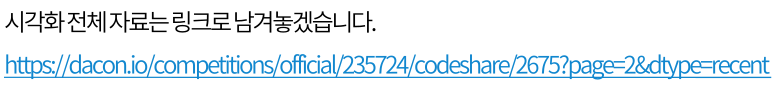 시각화 전체 자료는 링크로 남겨놓겠습니다.
https://dacon.io/competitions/official/235724/codeshare/2675?page=2&dtype=recent